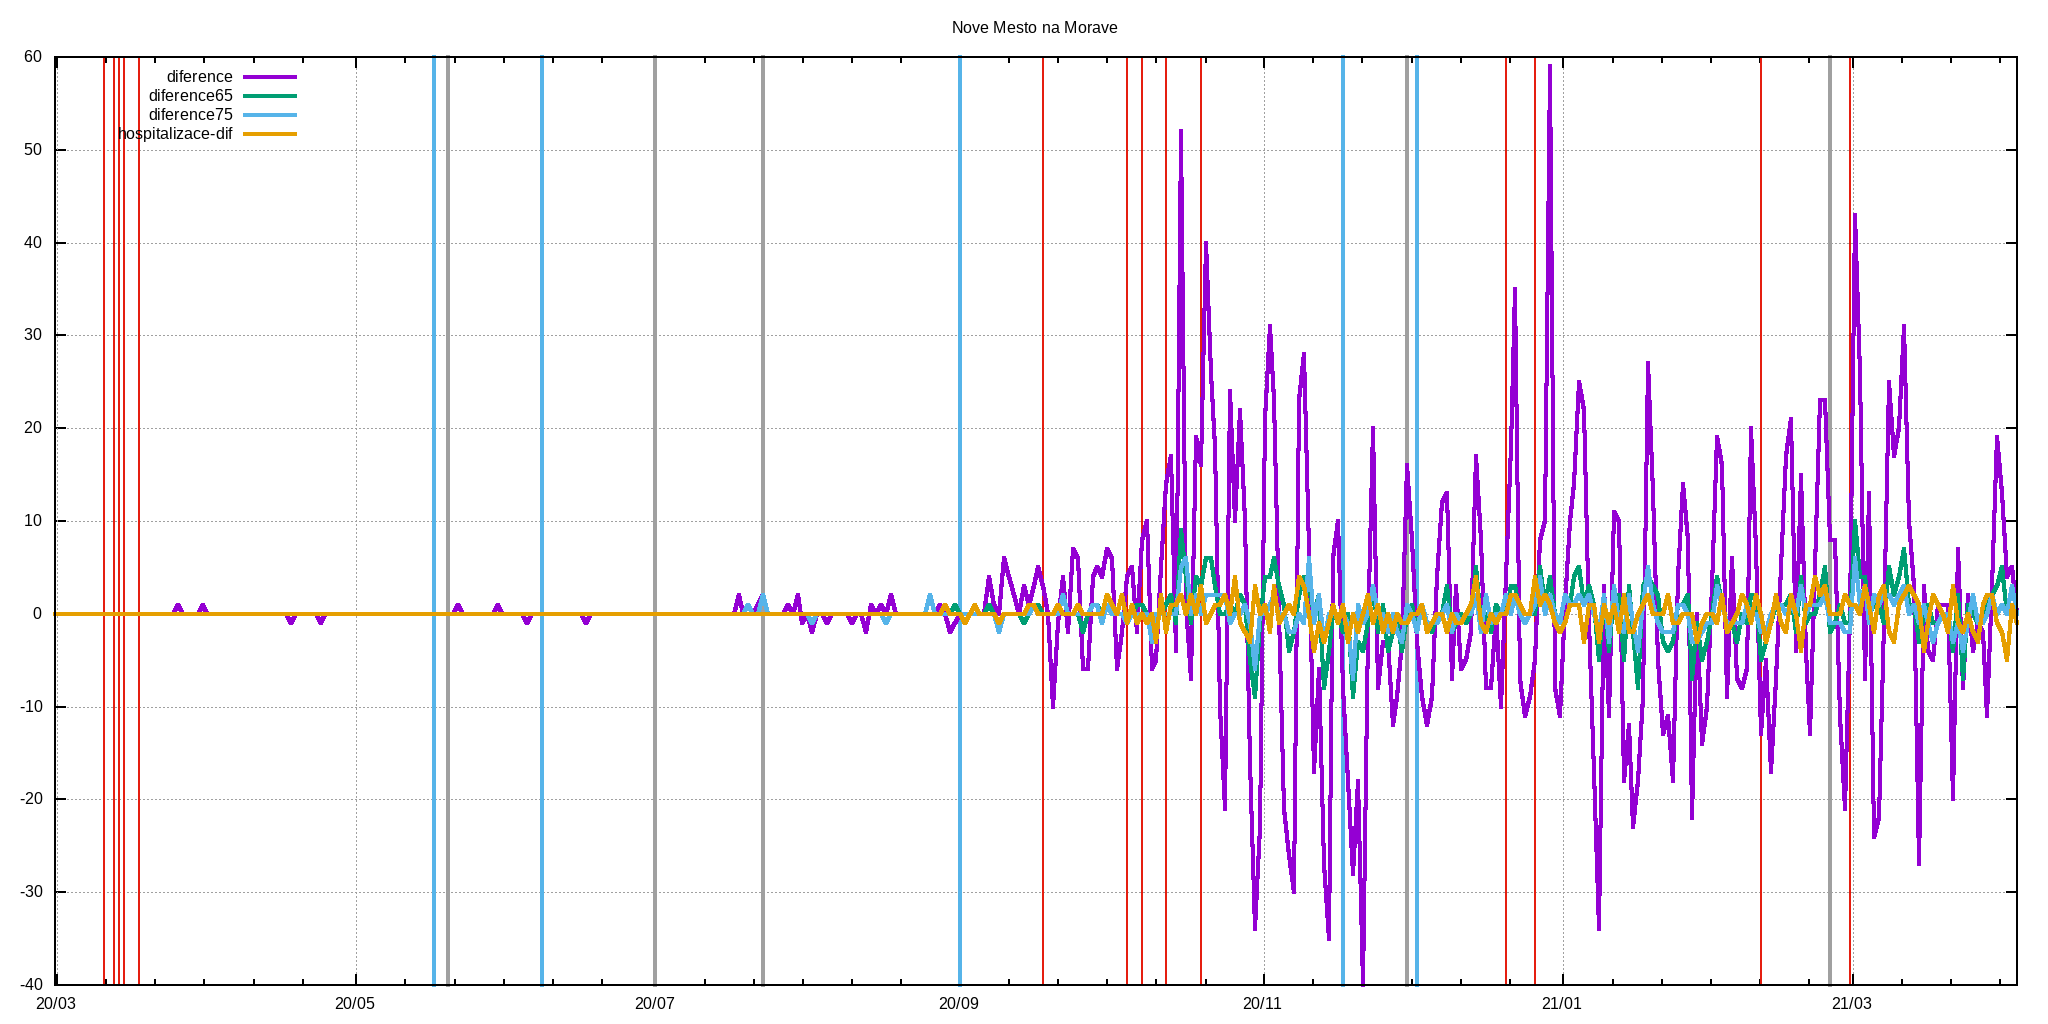 Nove Mesto na Morave
60
diference
diference65
diference75
hospitalizace-dif
50
40
30
20
10
0
-10
-20
-30
-40
20/03 20/05 20/07 20/09 20/11 21/01 21/03